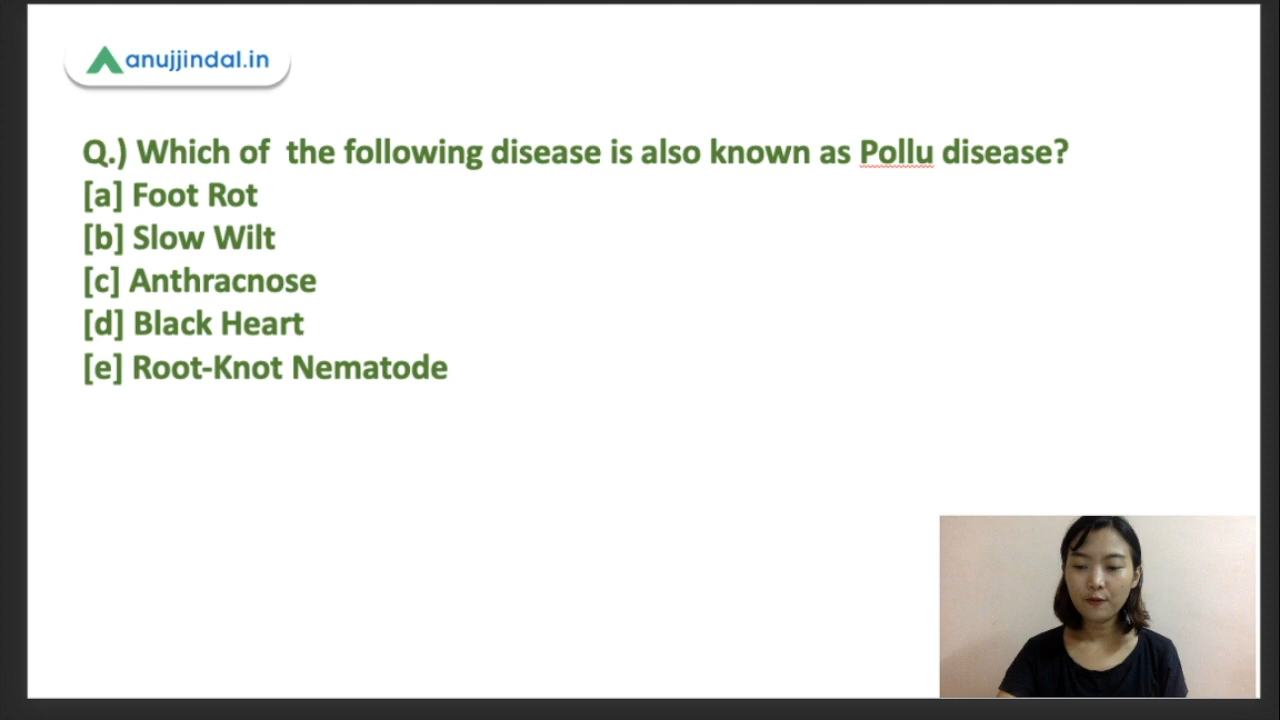 anujjindal.in
Q.) Which of the following disease is also known as Pollu disease?
[a] Foot Rot
[b] Slow Wilt
[c] Anthracnose
[d] Black Heart
[e] Root-Knot Nematode